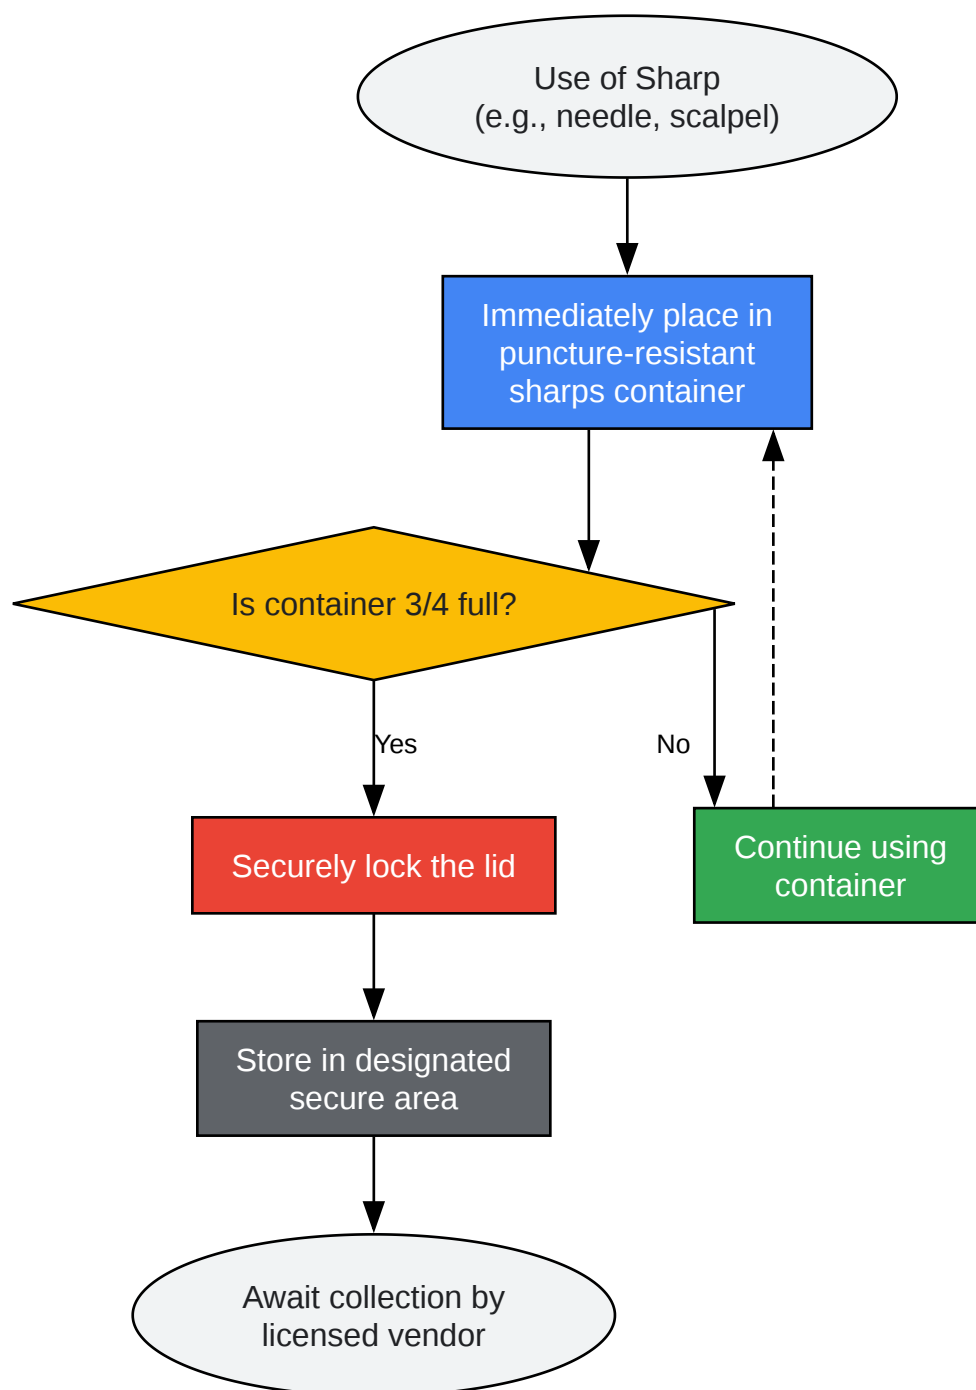 Use of Sharp
(e.g., needle, scalpel)
Immediately place in
puncture-resistant
sharps container
Is container 3/4 full?
Yes
No
Securely lock the lid
Continue using
container
Store in designated
secure area
Await collection by
licensed vendor